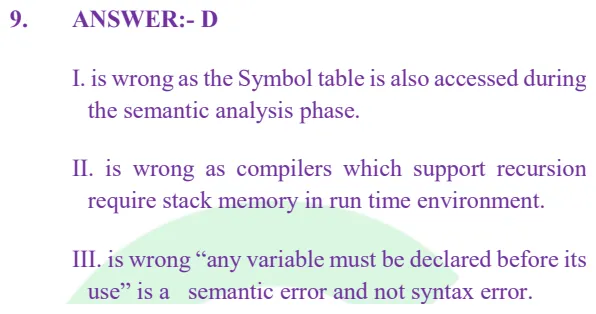 9. ANSWER:- D
I. is wrong as the Symbol table is also accessed during
the semantic analysis phase.
II. is wrong as compilers which support recursion
require stack memory in run time environment.
III. is wrong “any variable must be declared before its
use” is a semantic error and not syntax error.